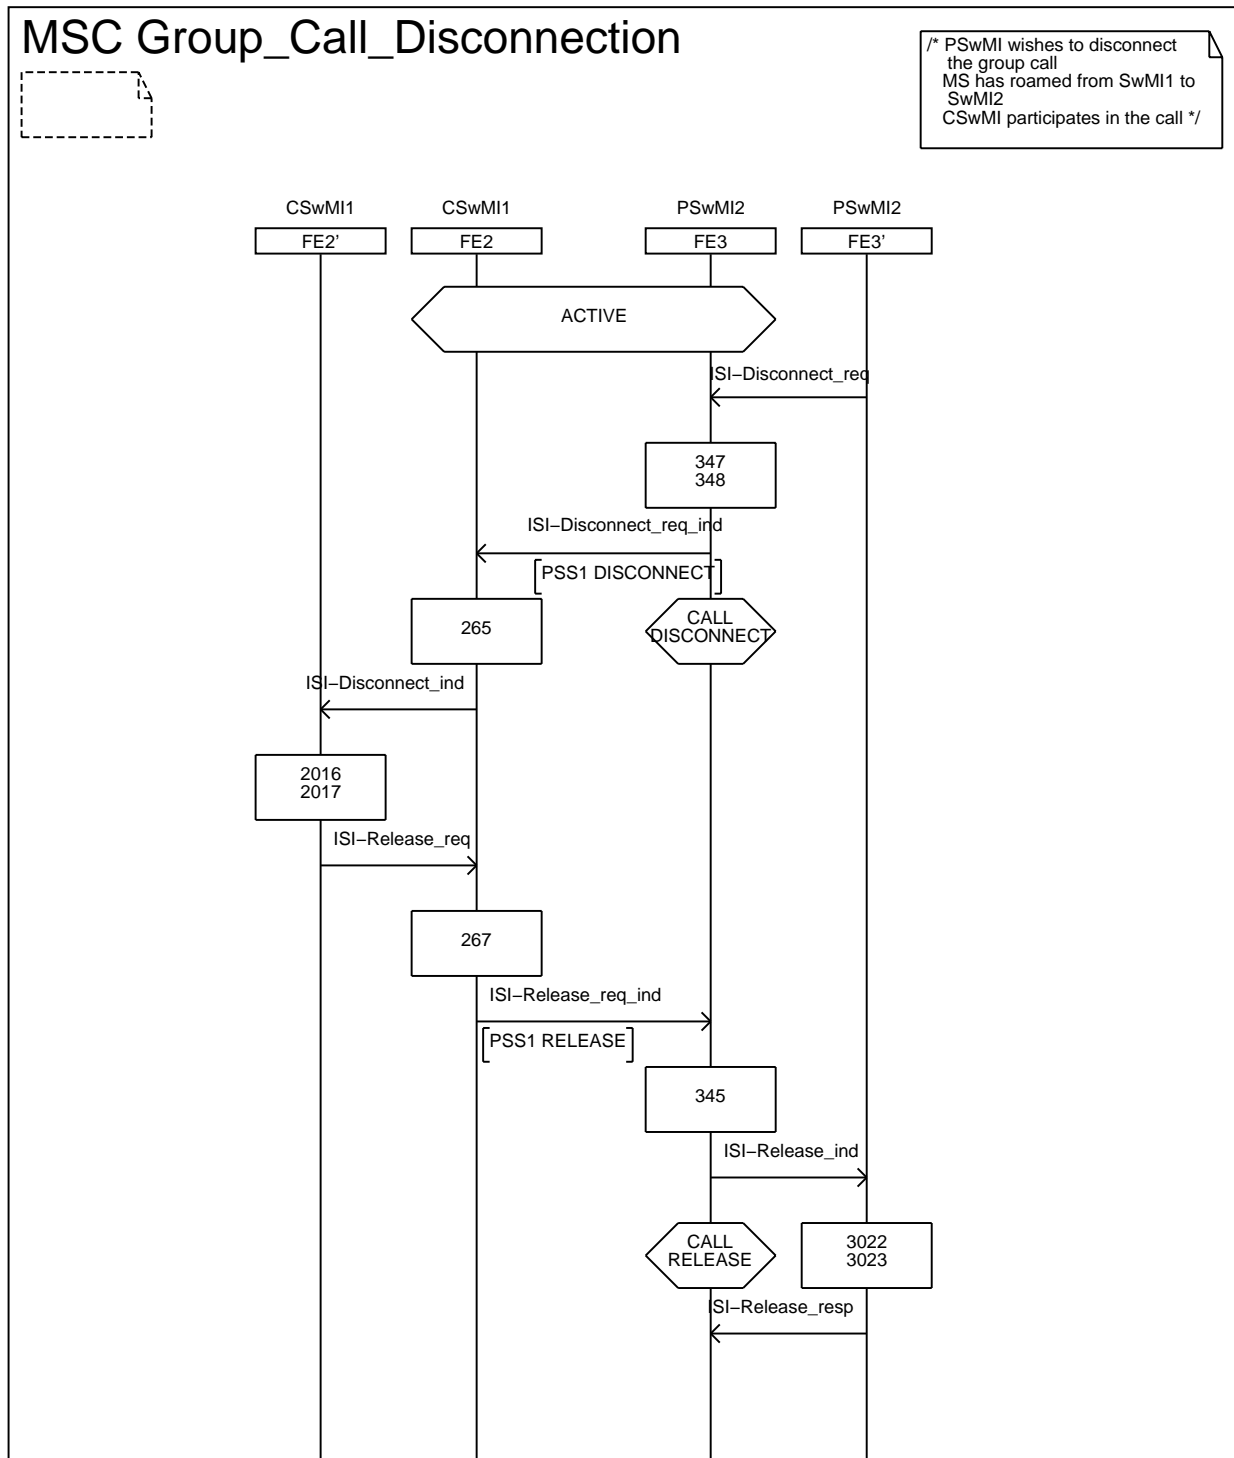 MSC Group_Call_Disconnection
/* PSwMI wishes to disconnect
the group call
MS has roamed from SwMI1 to
SwMI2
CSwMI participates in the call */
CSwMI1 CSwMI1 PSwMI2 PSwMI2
FE2' FE2 FE3 FE3'
ACTIVE
ISI−Disconnect_req
347
348
ISI−Disconnect_req_ind
PSS1 DISCONNECT
265
CALL
DISCONNECT
ISI−Disconnect_ind
2016
2017
ISI−Release_req
267
ISI−Release_req_ind
PSS1 RELEASE
345
ISI−Release_ind
CALL
RELEASE
3022
3023
ISI−Release_resp